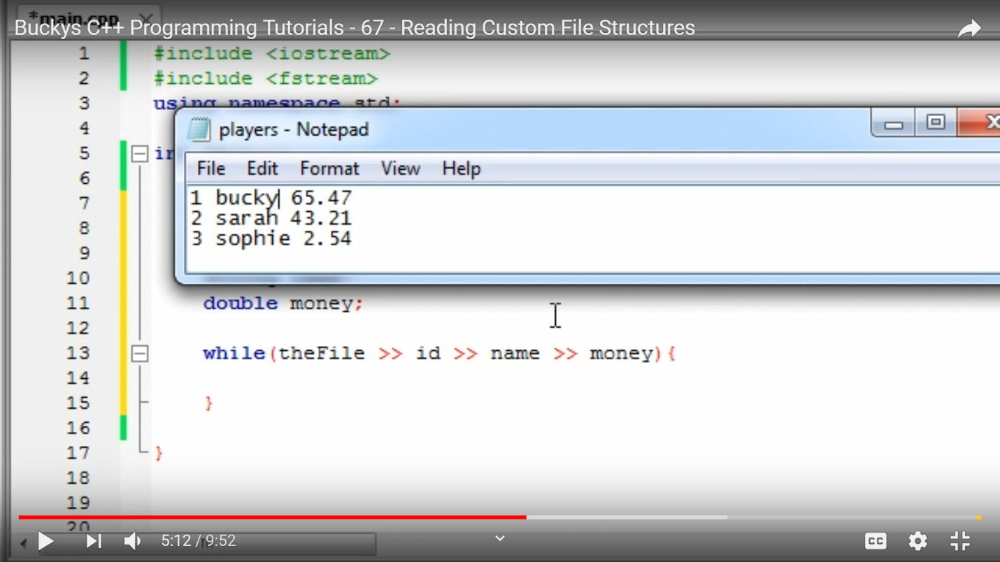 *main.cpp
Buckys C++ Programming Tutorials - 67 - Reading Custom File Structures
1 #include <iostream>
2 #include <fstream>
3 using namespace std;
4
5
6
7
8
9
10
players - Notepad
File Edit Format View Help
1 bucky 65.47
2 sarah 43.21
3 sophie 2.54
11 double money;
12
13 while(theFile >> id >> name >> money){
14
15 }
16
17 }
18
19
20
5:12 / 9:52
CC